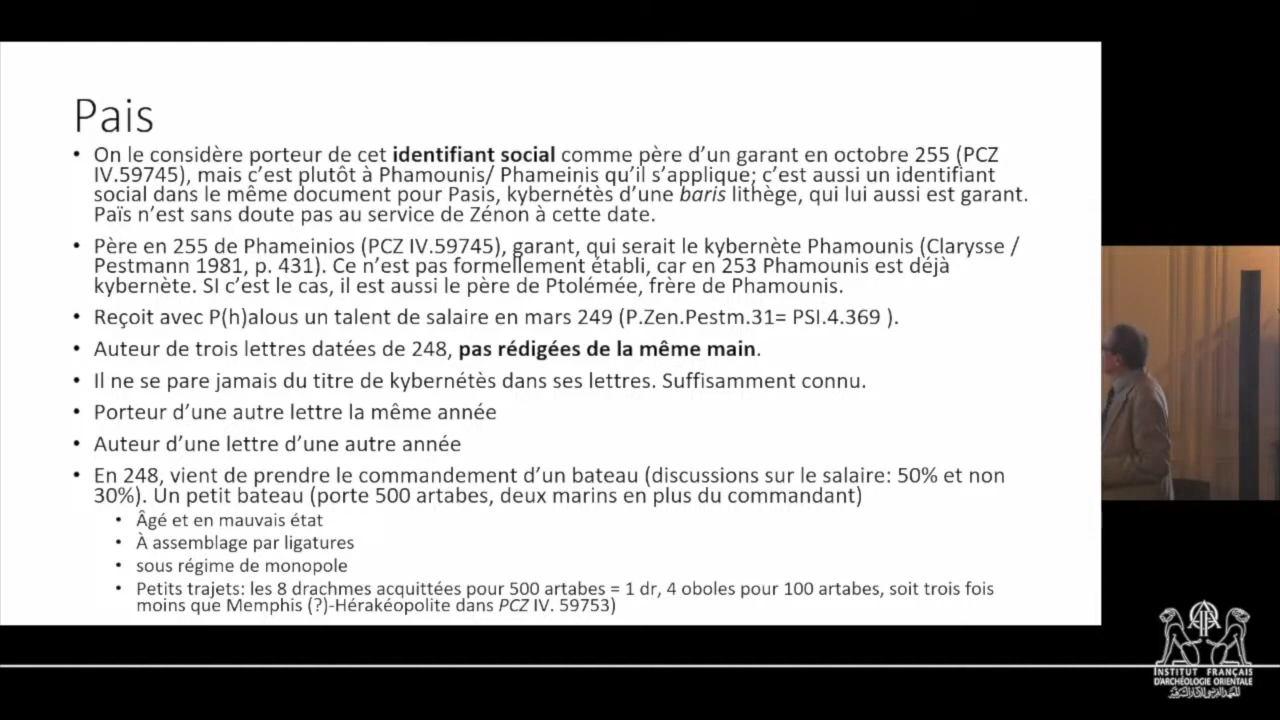 Pais
• On le considère porteur de cet identifiant social comme père d'un garant en octobre 255 (PCZ
IV.59745), mais c'est plutôt à Phamounis/ Phameinis qu'il s'applique; c'est aussi un identifiant
social dans le même document pour Pasis, kybernétès d'une baris lithège, qui lui aussi est garant.
Païs n'est sans doute pas au service de Zénon à cette date.
• Père en 255 de Phameinios (PCZ IV.59745), garant, qui serait le kybernète Phamounis (Clarysse /
Pestmann 1981, p. 431). Ce n'est pas formellement établi, car en 253 Phamounis est déjà
kybernète. SI c'est le cas, il est aussi le père de Ptolémée, frère de Phamounis.
• Reçoit avec P(h)alous un talent de salaire en mars 249 (P.Zen.Pestm.31= PSI.4.369 ).
• Auteur de trois lettres datées de 248, pas rédigées de la même main.
• Il ne se pare jamais du titre de kybernétès dans ses lettres. Suffisamment connu.
• Porteur d'une autre lettre la même année
• Auteur d'une lettre d'une autre année
• En 248, vient de prendre le commandement d'un bateau (discussions sur le salaire: 50% et non
30%). Un petit bateau (porte 500 artabes, deux marins en plus du commandant)
• Âgé et en mauvais état
• À assemblage par ligatures
• sous régime de monopole
• Petits trajets: les 8 drachmes acquittées pour 500 artabes = 1 dr, 4 oboles pour 100 artabes, soit trois fois
moins que Memphis (?)-Hérakéopolite dans PCZ IV. 59753)
INSTITUT FRANÇAIS
D'ARCHÉOLOGIE ORIENTALE